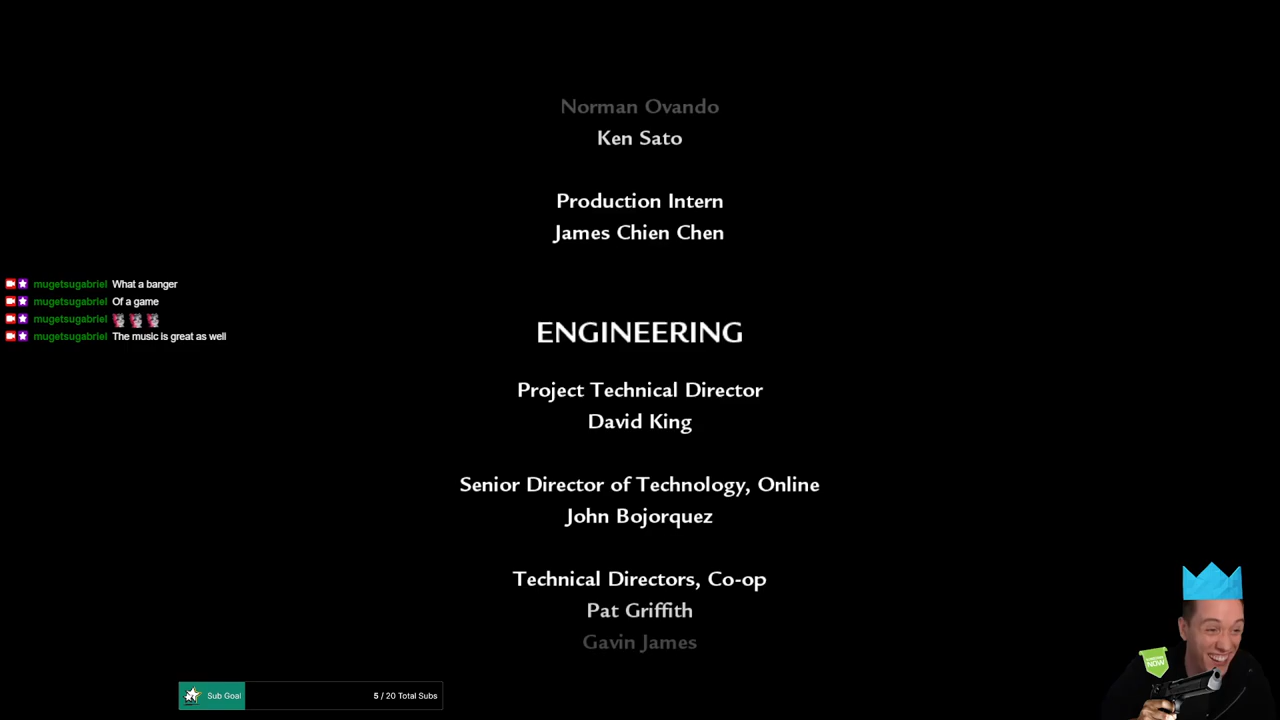 Norman Ovando
Ken Sato
Production Intern
James Chien Chen
mugetsugabriel What a banger
mugetsugabriel Of a game
mugetsugabriel
mugetsugabriel The music is great as well
ENGINEERING
Project Technical Director
David King
Senior Director of Technology, Online
John Bojorquez
Technical Directors, Co-op
Pat Griffith
Gavin James
NOW
Sub Goal 5 / 20 Total Subs